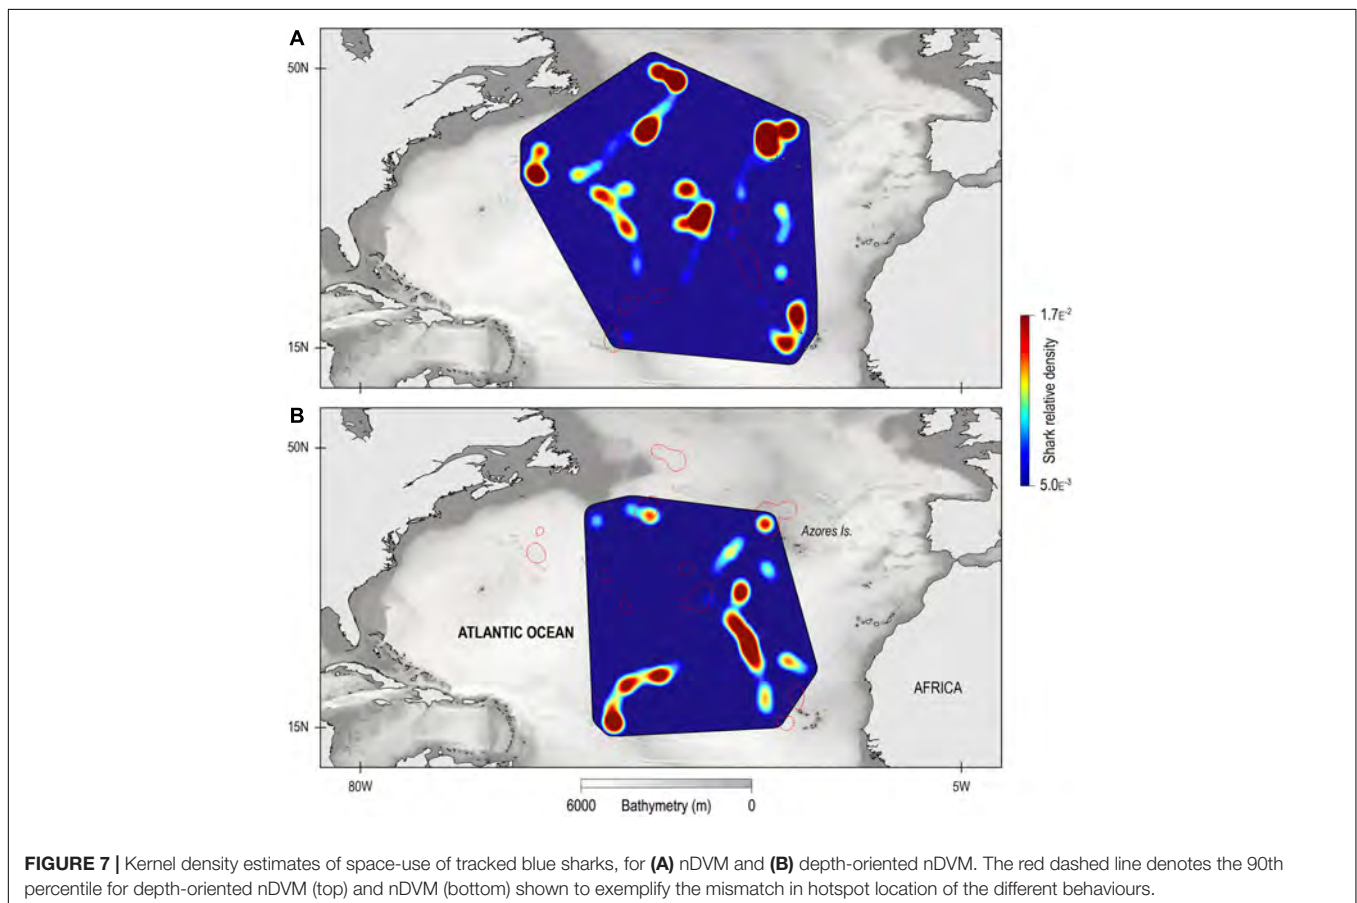 A
50N
15N
1.7E-2
Shark relative density
5.0E-3
B
50N
Azores Is.
ATLANTIC OCEAN
AFRICA
15N
80W
5W
6000 Bathymetry (m) 0
FIGURE 7 | Kernel density estimates of space-use of tracked blue sharks, for (A) nDVM and (B) depth-oriented nDVM. The red dashed line denotes the 90th
percentile for depth-oriented nDVM (top) and nDVM (bottom) shown to exemplify the mismatch in hotspot location of the different behaviours.